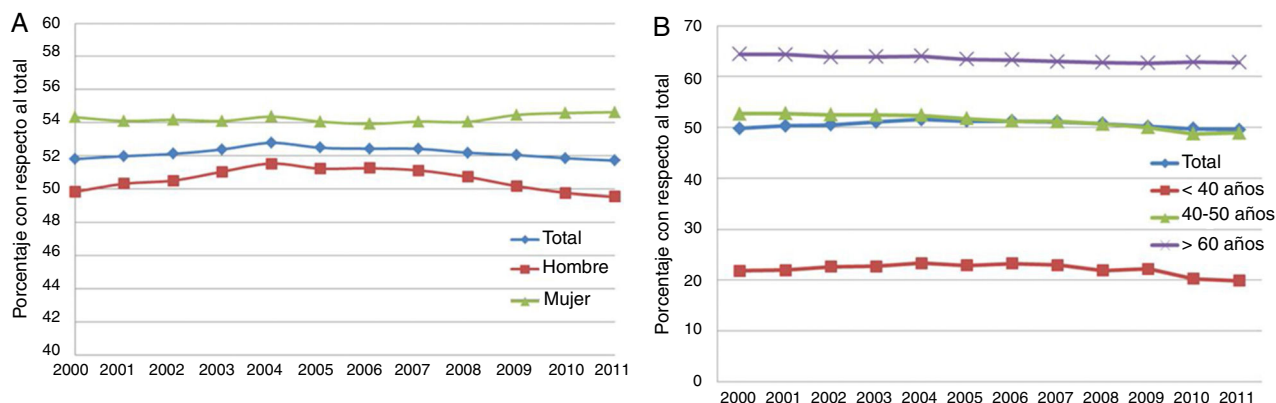 A
Porcentaje con respecto al total
60
58
56
54
52
50
48
46
44
42
40
Total
Hombre
Mujer
2000 2001 2002 2003 2004 2005 2006 2007 2008 2009 2010 2011
B
Porcentaje con respecto al total
70
60
50
40
30
20
10
0
Total
< 40 años
40-50 años
> 60 años
2000 2001 2002 2003 2004 2005 2006 2007 2008 2009 2010 2011